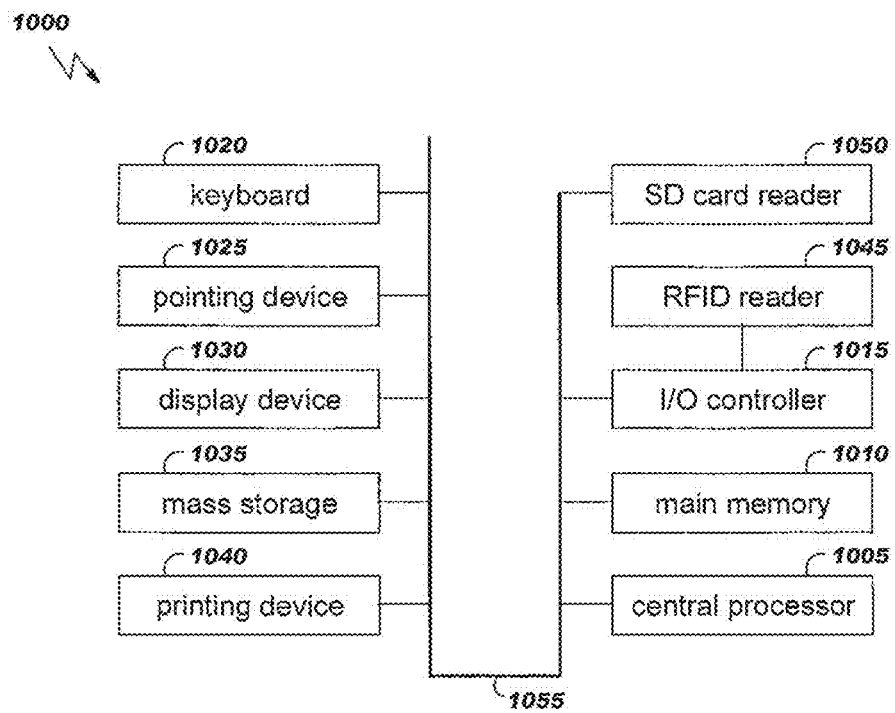 1000
1020
keyboard
1025
pointing device
1030
display device
1035
mass storage
1040
printing device
1050
SD card reader
1045
RFID reader
1015
I/O controller
1010
main memory
1005
central processor
1055